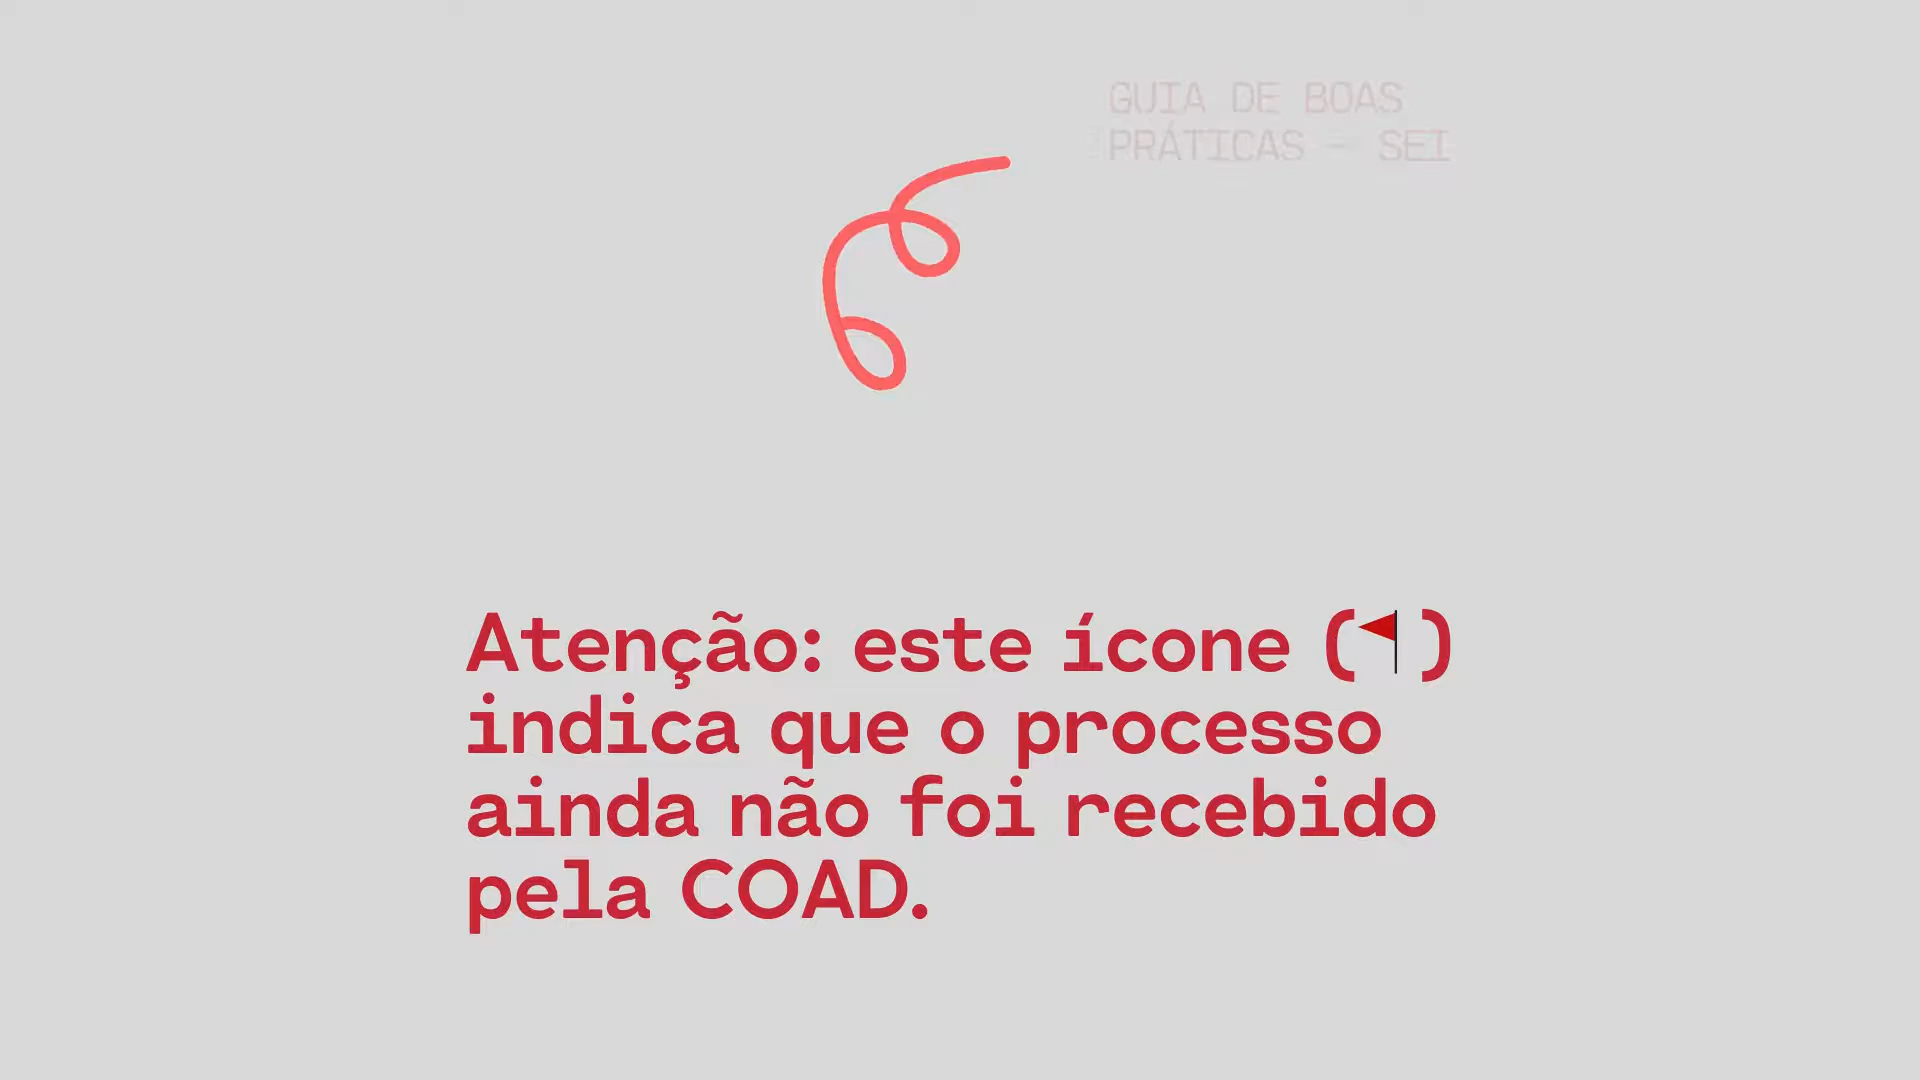 GUIA DE BOAS
PRÁTICAS — SEI
Atenção: este ícone ( )
indica que o processo
ainda não foi recebido
pela COAD.